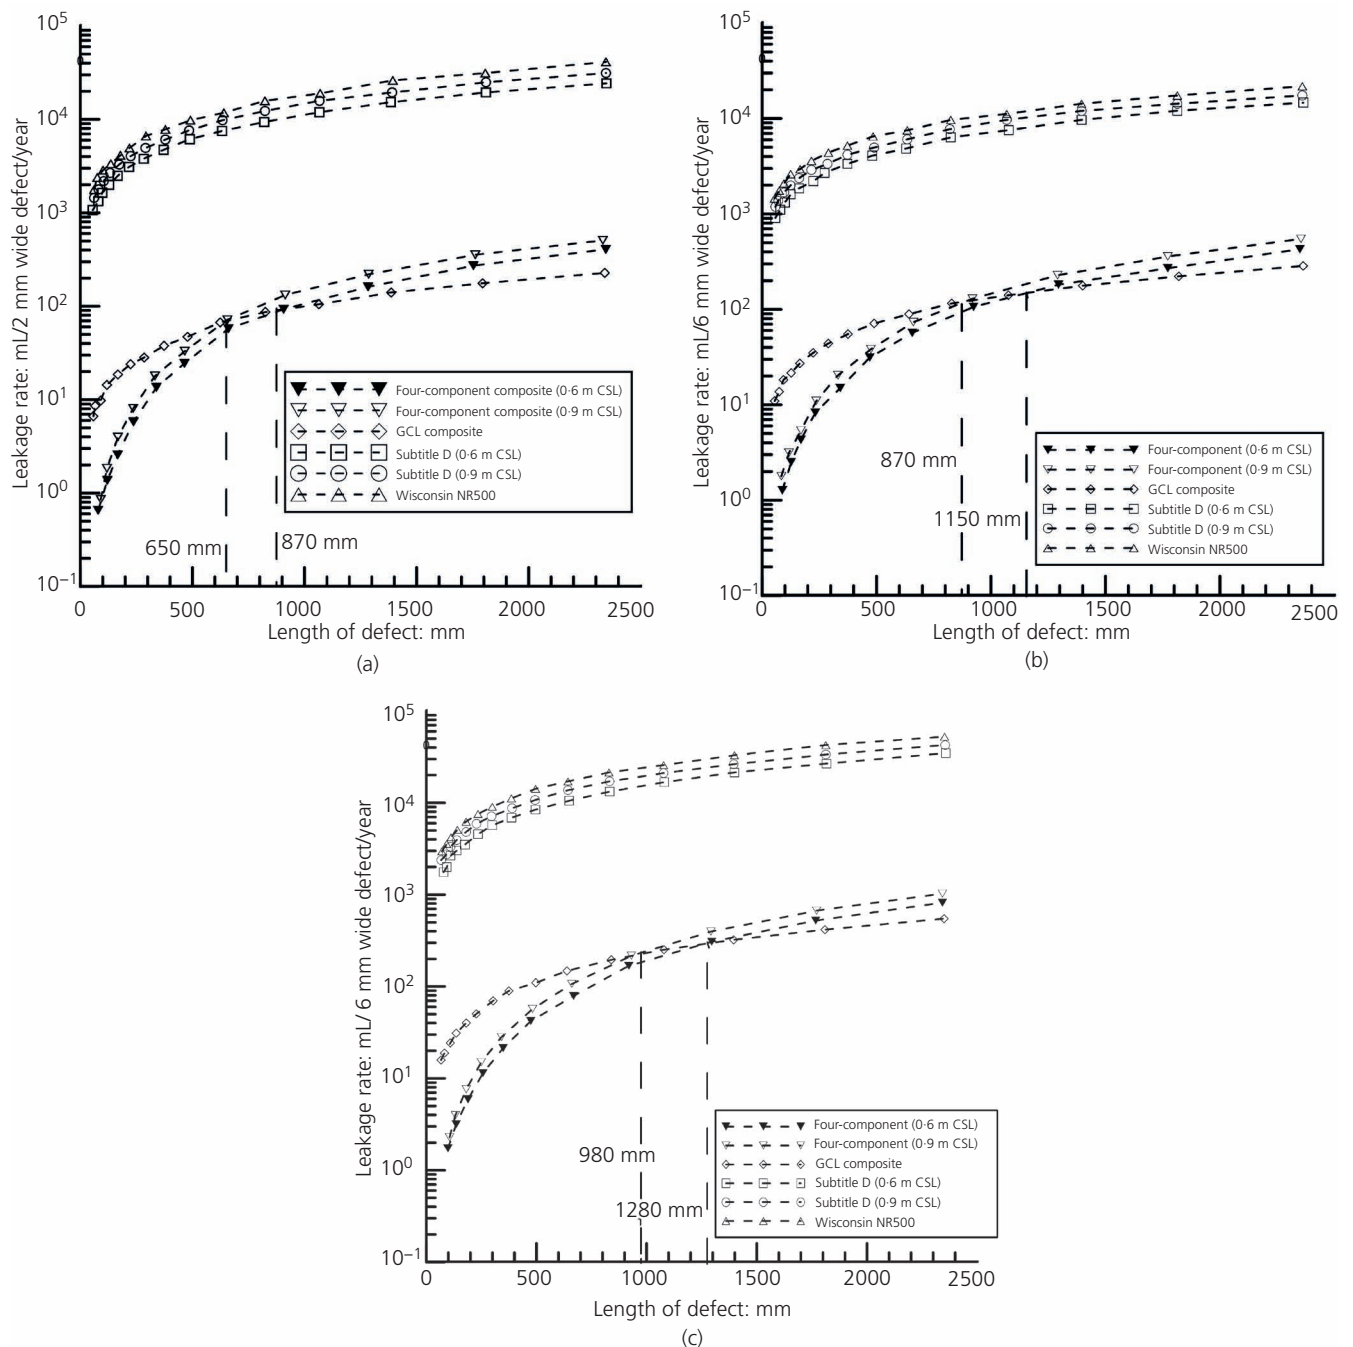 10⁵
10⁴
10³
10²
10¹
10⁰
10⁻¹
Leakage rate: mL/2 mm wide defect/year
Four-component composite (0·6 m CSL)
Four-component composite (0·9 m CSL)
GCL composite
Subtitle D (0·6 m CSL)
Subtitle D (0·9 m CSL)
Wisconsin NR500
650 mm
870 mm
0 500 1000 1500 2000 2500
Length of defect: mm
(a)
10⁵
10⁴
10³
10²
10¹
10⁰
10⁻¹
Leakage rate: mL/6 mm wide defect/year
Four-component (0·6 m CSL)
Four-component (0·9 m CSL)
GCL composite
Subtitle D (0·6 m CSL)
Subtitle D (0·9 m CSL)
Wisconsin NR500
870 mm
1150 mm
0 500 1000 1500 2000 2500
Length of defect: mm
(b)
10⁵
10⁴
10³
10²
10¹
10⁰
10⁻¹
Leakage rate: mL/ 6 mm wide defect/year
Four-component (0·6 m CSL)
Four-component (0·9 m CSL)
GCL composite
Subtitle D (0·6 m CSL)
Subtitle D (0·9 m CSL)
Wisconsin NR500
980 mm
1280 mm
0 500 1000 1500 2000 2500
Length of defect: mm
(c)